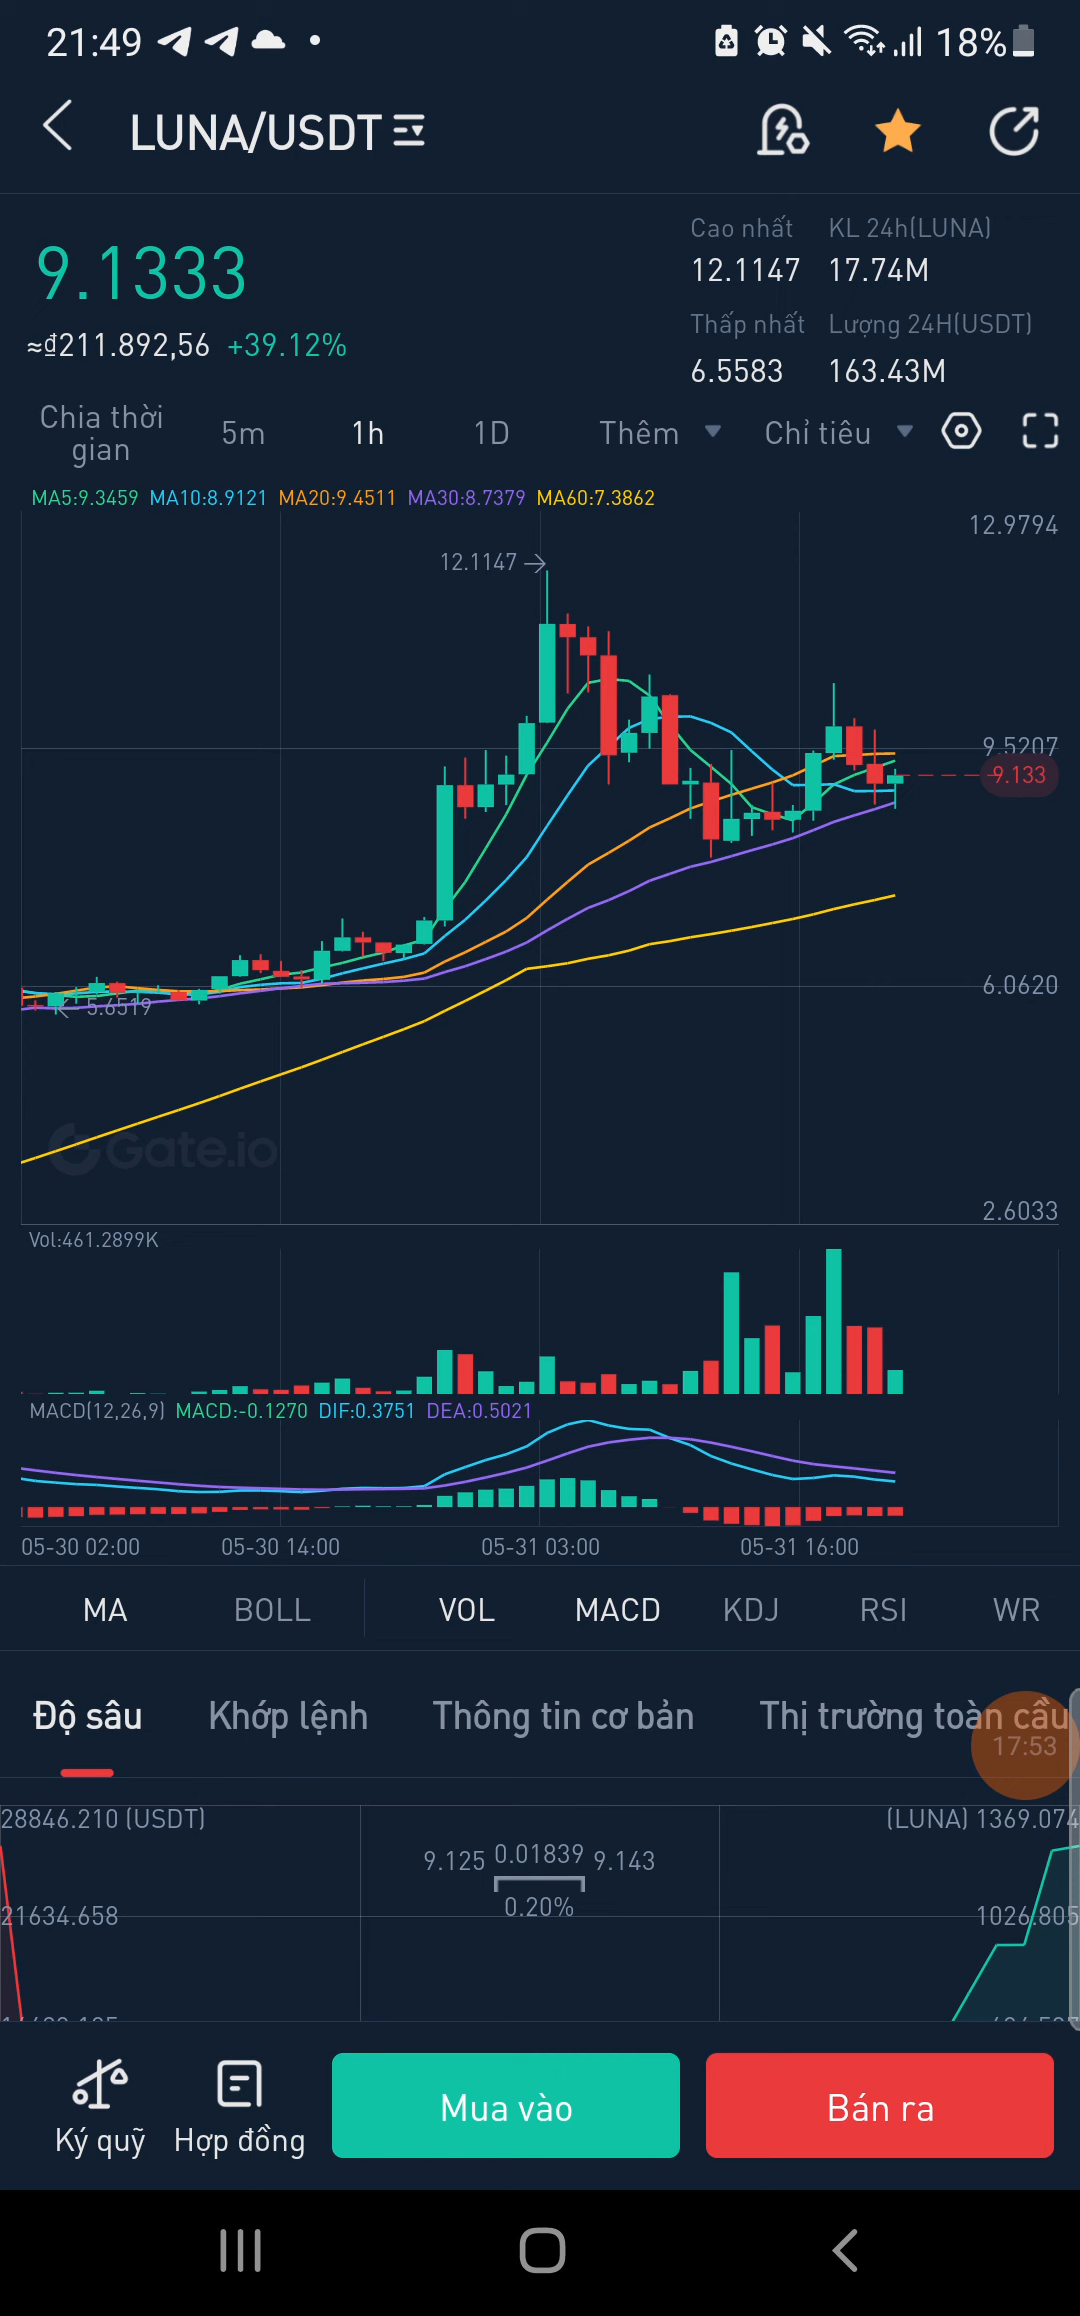 21:49
18%
LUNA/USDT
9.1333
≈₫211.892,56 +39.12%
Cao nhất KL 24h(LUNA)
12.1147 17.74M
Thấp nhất Lượng 24H(USDT)
6.5583 163.43M
Chia thời gian 5m 1h 1D Thêm Chỉ tiêu
MA5:9.3459 MA10:8.9121 MA20:9.4511 MA30:8.7379 MA60:7.3862
12.9794
12.1147
9.5207
9.133
6.0620
5.6519
Gate.io
2.6033
Vol:461.2899K
MACD(12,26,9) MACD:-0.1270 DIF:0.3751 DEA:0.5021
05-30 02:00 05-30 14:00 05-31 03:00 05-31 16:00
MA BOLL VOL MACD KDJ RSI WR
Độ sâu Khớp lệnh Thông tin cơ bản Thị trường toàn cầu
17:53
28846.210 (USDT) (LUNA) 1369.074
9.125 0.01839 9.143
0.20%
21634.658 1026.805
Ký quỹ Hợp đồng Mua vào Bán ra